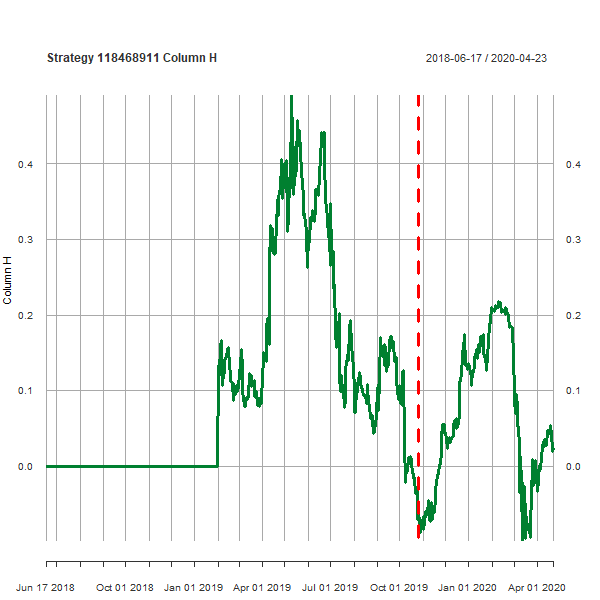 Strategy 118468911 Column H
2018-06-17 / 2020-04-23
Column H
0.4 0.4
0.3 0.3
0.2 0.2
0.1 0.1
0.0 0.0
Jun 17 2018 Oct 01 2018 Jan 01 2019 Apr 01 2019 Jul 01 2019 Oct 01 2019 Jan 01 2020 Apr 01 2020